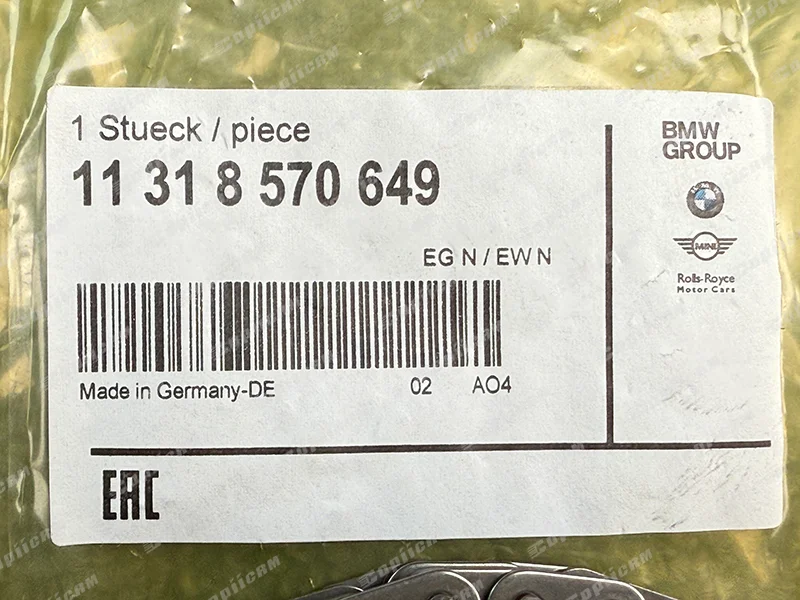 1 Stueck / piece
11 31 8 570 649
EG N / EW N
Made in Germany-DE 02 AO4
EAC
BMW
GROUP
BMW
MINI
Rolls-Royce
Motor Cars